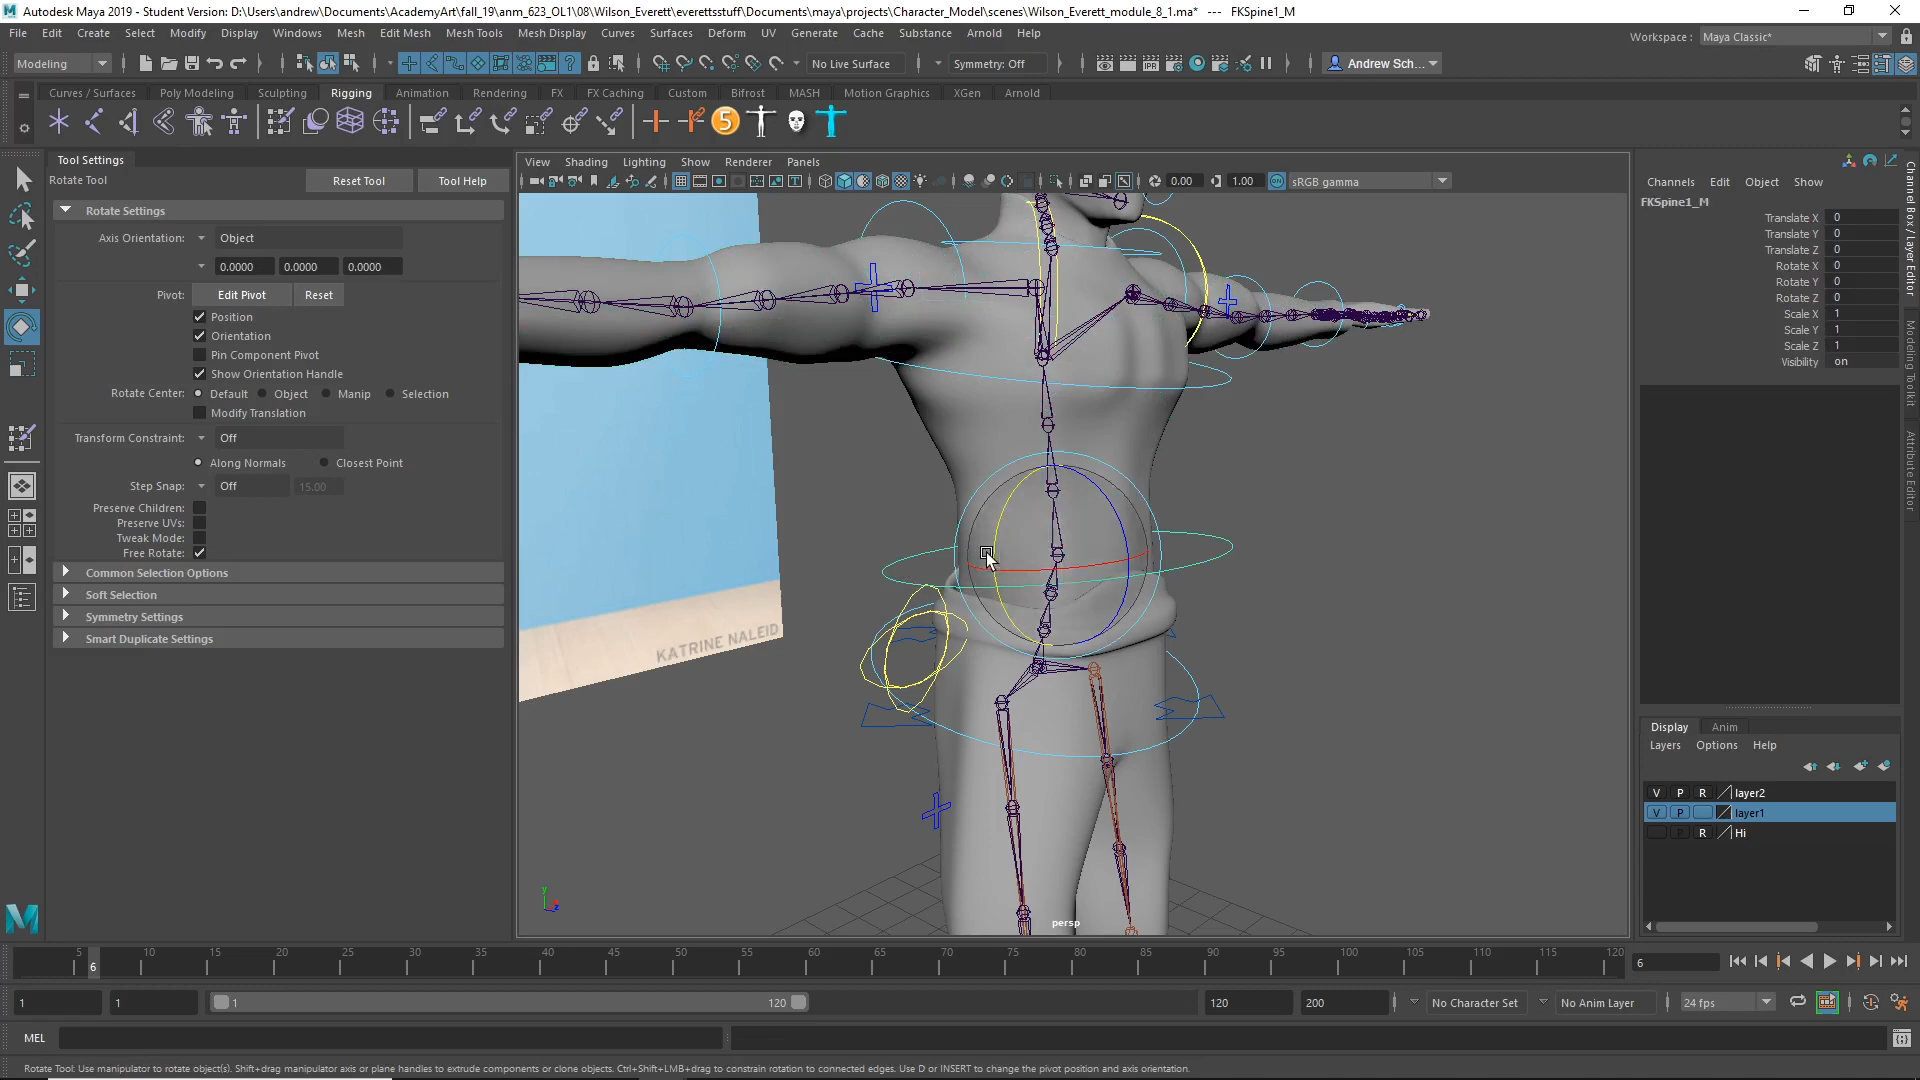 Autodesk Maya 2019 - Student Version: D:\Users\andrew\Documents\AcademyArt\fall_19\anm_623_OL1\08\Wilson_Everett\everettsstuff\Documents\maya\projects\Character_Model\scenes\Wilson_Everett_module_8_1.ma* --- FKSpine1_M
File Edit Create Select Modify Display Windows Mesh Edit Mesh Mesh Tools Mesh Display Curves Surfaces Deform UV Generate Cache Substance Arnold Help Workspace : Maya Classic*
Modeling No Live Surface Symmetry: Off Andrew Sch...
Curves / Surfaces Poly Modeling Sculpting Rigging Animation Rendering FX FX Caching Custom Bifrost MASH Motion Graphics XGen Arnold
5
Tool Settings
Rotate Tool Reset Tool Tool Help
Rotate Settings
Axis Orientation: Object
0.0000 0.0000 0.0000
Pivot: Edit Pivot Reset
Position
Orientation
Pin Component Pivot
Show Orientation Handle
Rotate Center: Default Object Manip Selection
Modify Translation
Transform Constraint: Off
Along Normals Closest Point
Step Snap: Off 15.00
Preserve Children:
Preserve UVs:
Tweak Mode:
Free Rotate:
Common Selection Options
Soft Selection
Symmetry Settings
Smart Duplicate Settings
View Shading Lighting Show Renderer Panels
0.00 1.00 sRGB gamma
KATRINE NALEID
y
persp
Channels Edit Object Show
FKSpine1_M
Translate X 0
Translate Y 0
Translate Z 0
Rotate X 0
Rotate Y 0
Rotate Z 0
Scale X 1
Scale Y 1
Scale Z 1
Visibility on
Channel Box / Layer Editor
Modeling Toolkit
Attribute Editor
Display Anim
Layers Options Help
V P R layer2
V P layer1
P R Hi
5 10 15 20 25 30 35 40 45 50 55 60 65 70 75 80 85 90 95 100 105 110 115 120
6 6
1 1 1 120 120 200 No Character Set No Anim Layer 24 fps
MEL
Rotate Tool: Use manipulator to rotate object(s). Shift+drag manipulator axis or plane handles to extrude components or clone objects. Ctrl+Shift+LMB+drag to constrain rotation to connected edges. Use D or INSERT to change the pivot position and axis orientation.